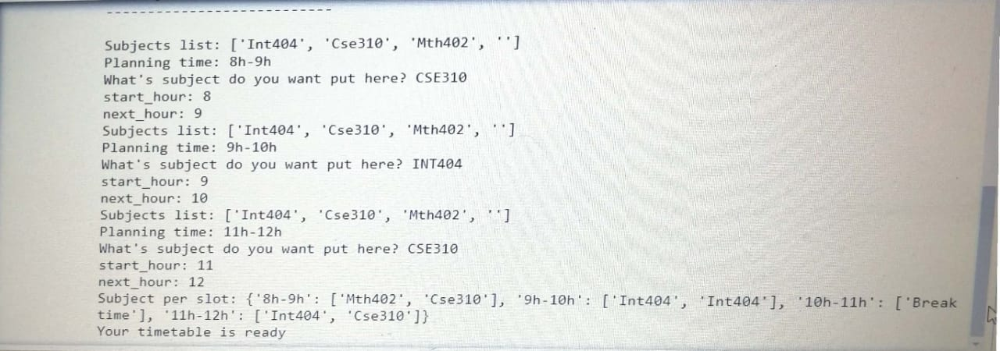 ----------------------------
Subjects list: ['Int404', 'Cse310', 'Mth402', '']
Planning time: 8h-9h
What's subject do you want put here? CSE310
start_hour: 8
next_hour: 9
Subjects list: ['Int404', 'Cse310', 'Mth402', '']
Planning time: 9h-10h
What's subject do you want put here? INT404
start_hour: 9
next_hour: 10
Subjects list: ['Int404', 'Cse310', 'Mth402', '']
Planning time: 11h-12h
What's subject do you want put here? CSE310
start_hour: 11
next_hour: 12
Subject per slot: {'8h-9h': ['Mth402', 'Cse310'], '9h-10h': ['Int404', 'Int404'], '10h-11h': ['Break
time'], '11h-12h': ['Int404', 'Cse310']}
Your timetable is ready